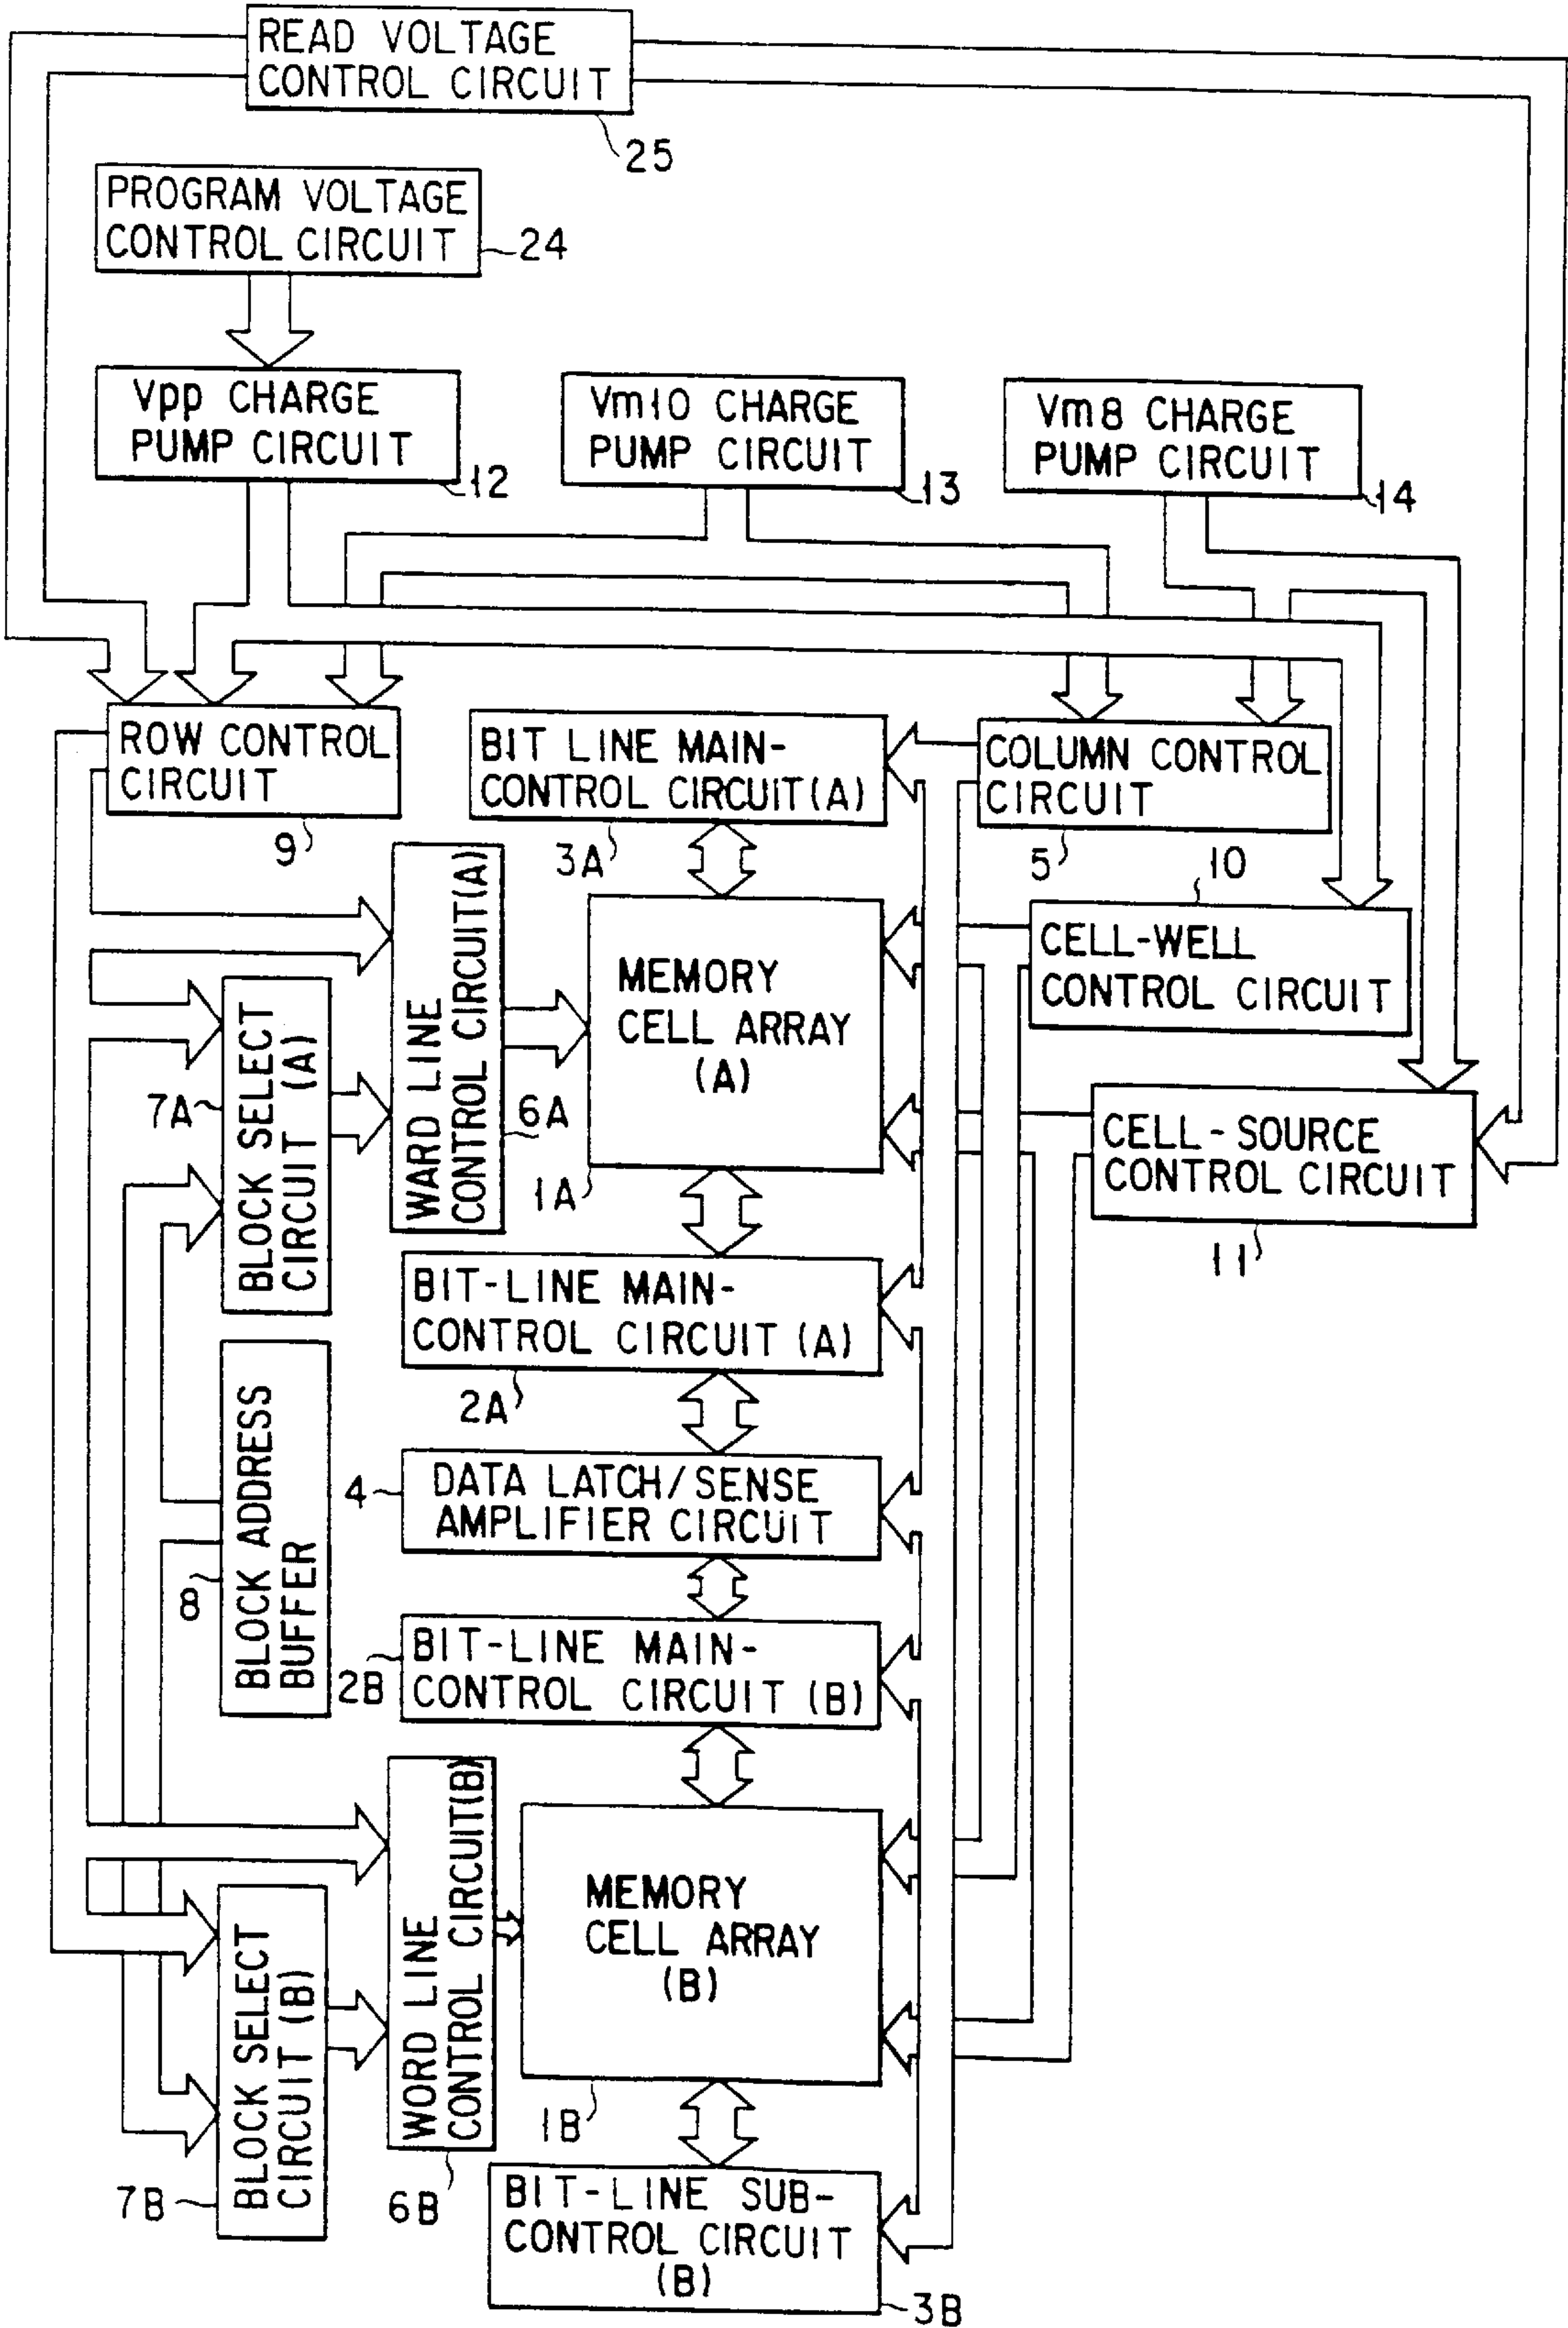 READ VOLTAGE
CONTROL CIRCUIT
25
PROGRAM VOLTAGE
CONTROL CIRCUIT
24
Vpp CHARGE
PUMP CIRCUIT
12
Vm10 CHARGE
PUMP CIRCUIT
13
Vm8 CHARGE
PUMP CIRCUIT
14
ROW CONTROL
CIRCUIT
9
BIT LINE MAIN-
CONTROL CIRCUIT(A)
3A
COLUMN CONTROL
CIRCUIT
5
10
CELL-WELL
CONTROL CIRCUIT
WARD LINE
CONTROL CIRCUIT(A)
6A
MEMORY
CELL ARRAY
(A)
1A
BLOCK SELECT
CIRCUIT (A)
7A
CELL-SOURCE
CONTROL CIRCUIT
11
BIT-LINE MAIN-
CONTROL CIRCUIT (A)
2A
BLOCK ADDRESS
BUFFER
8
4
DATA LATCH/SENSE
AMPLIFIER CIRCUIT
BIT-LINE MAIN-
CONTROL CIRCUIT (B)
2B
WORD LINE
CONTROL CIRCUIT(B)
6B
MEMORY
CELL ARRAY
(B)
1B
BLOCK SELECT
CIRCUIT (B)
7B
BIT-LINE SUB-
CONTROL CIRCUIT
(B)
3B